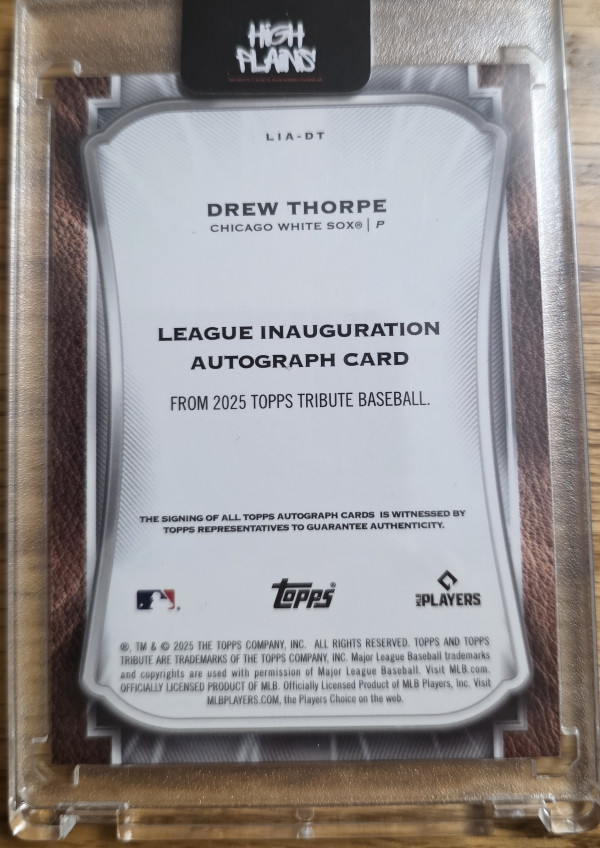 HIGH
PLAINS
LIA-DT
DREW THORPE
CHICAGO WHITE SOX® | P
LEAGUE INAUGURATION
AUTOGRAPH CARD
FROM 2025 TOPPS TRIBUTE BASEBALL.
THE SIGNING OF ALL TOPPS AUTOGRAPH CARDS IS WITNESSED BY
TOPPS REPRESENTATIVES TO GUARANTEE AUTHENTICITY.
topps®
MLB PLAYERS
®, TM & © 2025 THE TOPPS COMPANY, INC. ALL RIGHTS RESERVED. TOPPS AND TOPPS
TRIBUTE ARE TRADEMARKS OF THE TOPPS COMPANY, INC. Major League Baseball trademarks
and copyrights are used with permission of Major League Baseball. Visit MLB.com.
OFFICIALLY LICENSED PRODUCT OF MLB. Officially Licensed Product of MLB Players, Inc. Visit
MLBPLAYERS.COM, the Players Choice on the web.